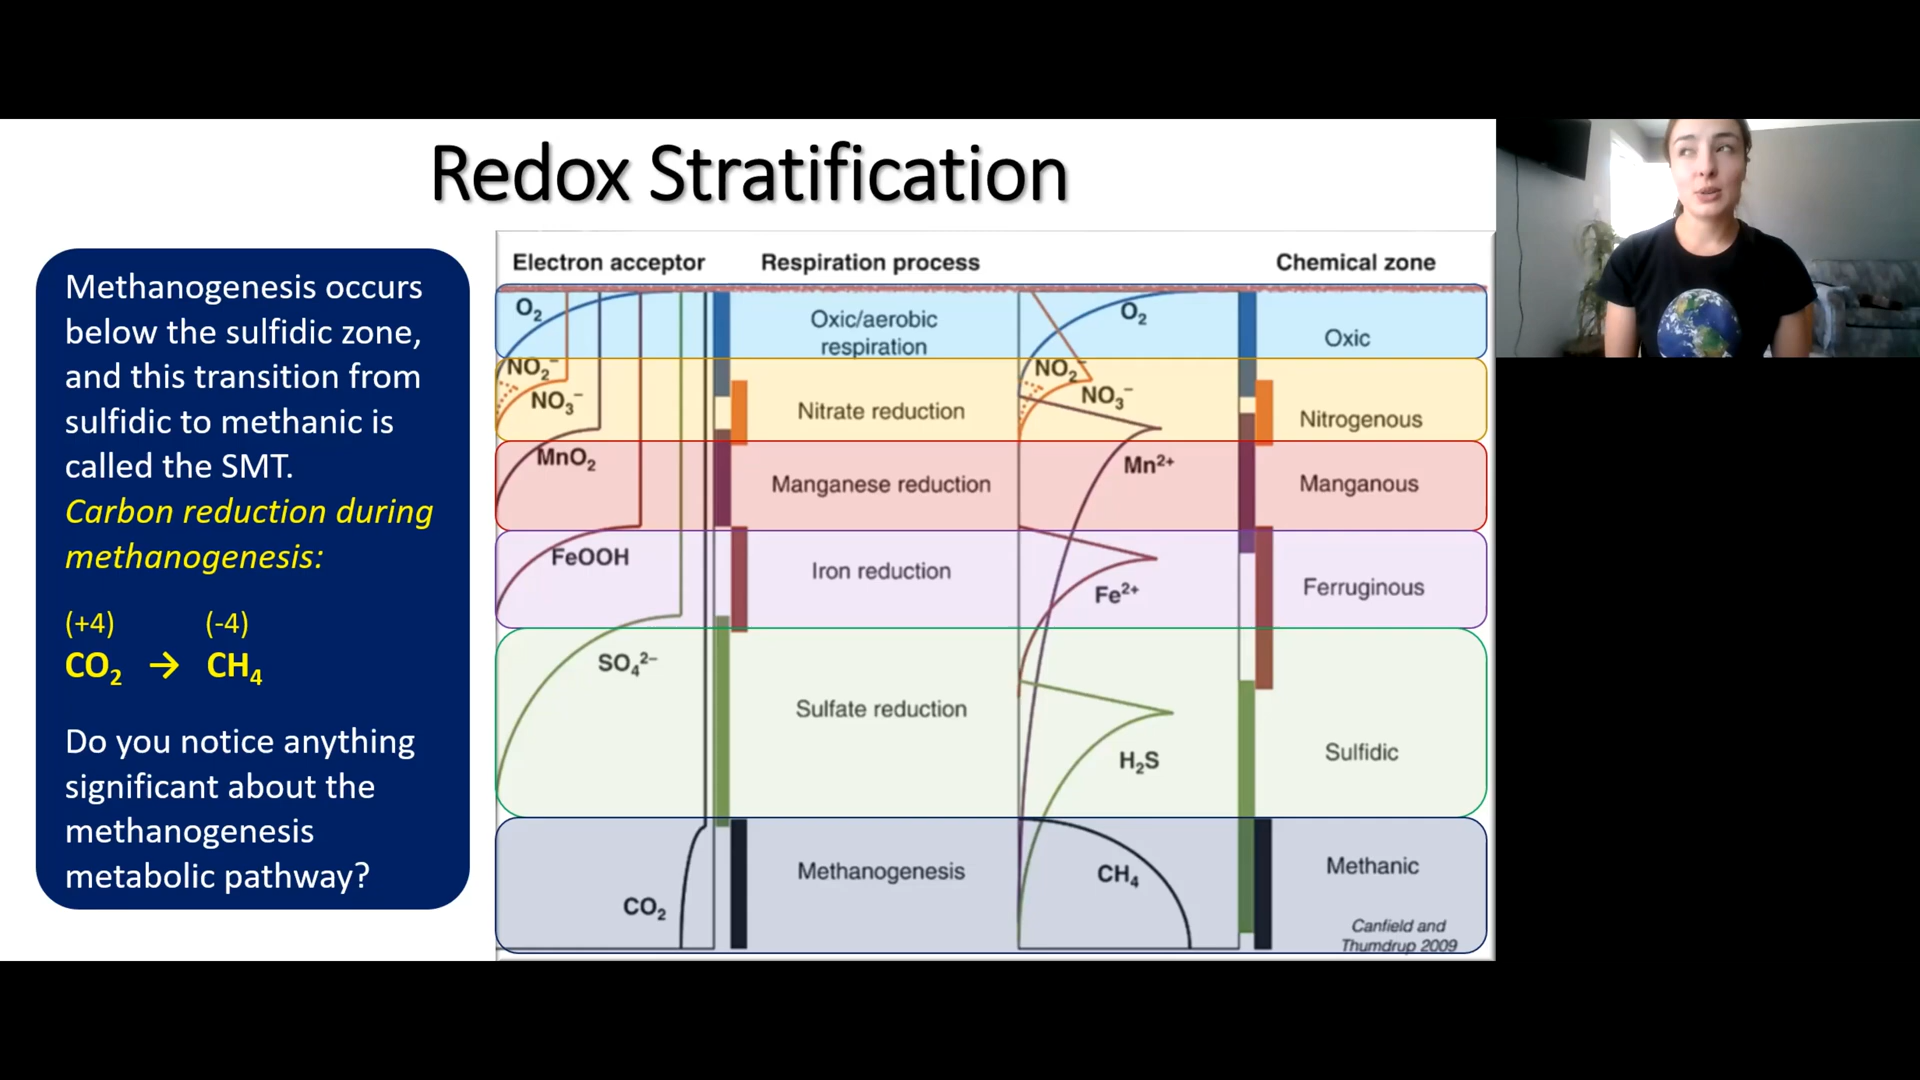 Redox Stratification
Methanogenesis occurs
below the sulfidic zone,
and this transition from
sulfidic to methanic is
called the SMT.
Carbon reduction during
methanogenesis:
(+4) (-4)
CO₂ → CH₄
Do you notice anything
significant about the
methanogenesis
metabolic pathway?
Electron acceptor Respiration process Chemical zone
O₂
Oxic/aerobic
respiration
O₂
Oxic
NO₂⁻
NO₃⁻
Nitrate reduction
NO₂⁻
NO₃⁻
Nitrogenous
MnO₂
Manganese reduction
Mn²⁺
Manganous
FeOOH
Iron reduction
Fe²⁺
Ferruginous
SO₄²⁻
Sulfate reduction
H₂S
Sulfidic
CO₂
Methanogenesis
CH₄
Methanic
Canfield and
Thumdrup 2009